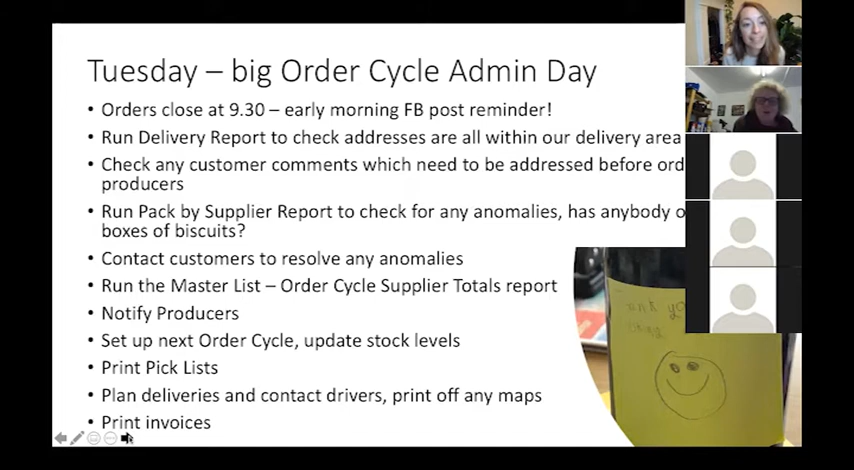 Tuesday – big Order Cycle Admin Day
• Orders close at 9.30 – early morning FB post reminder!
• Run Delivery Report to check addresses are all within our delivery area
• Check any customer comments which need to be addressed before
producers
• Run Pack by Supplier Report to check for any anomalies, has anybody
boxes of biscuits?
• Contact customers to resolve any anomalies
• Run the Master List – Order Cycle Supplier Totals report
• Notify Producers
• Set up next Order Cycle, update stock levels
• Print Pick Lists
• Plan deliveries and contact drivers, print off any maps
• Print invoices